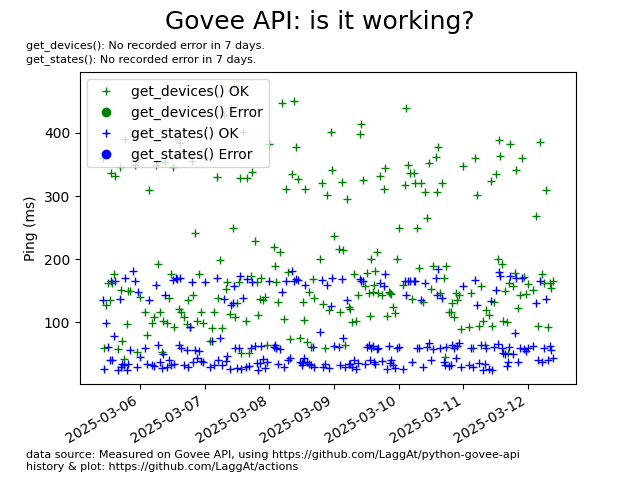 Govee API: is it working?
get_devices(): No recorded error in 7 days.
get_states(): No recorded error in 7 days.
get_devices() OK
get_devices() Error
get_states() OK
get_states() Error
Ping (ms)
400
300
200
100
2025-03-06
2025-03-07
2025-03-08
2025-03-09
2025-03-10
2025-03-11
2025-03-12
data source: Measured on Govee API, using https://github.com/LaggAt/python-govee-api
history & plot: https://github.com/LaggAt/actions